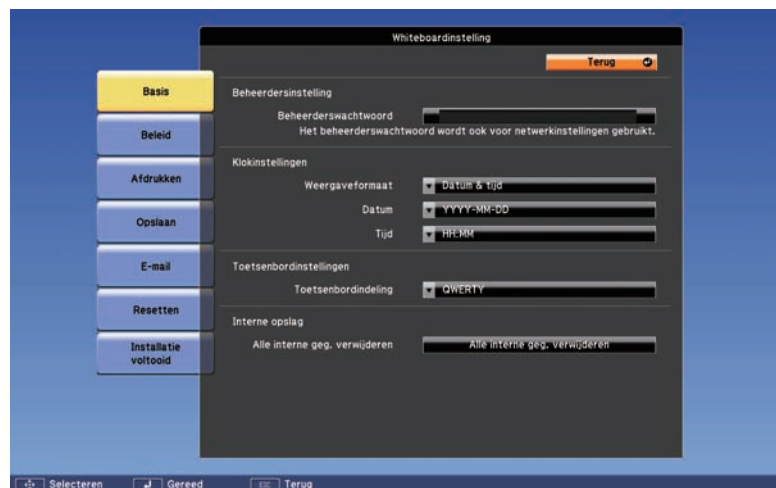 Whiteboardinstelling
Terug
Basis
Beleid
Afdrukken
Opslaan
E-mail
Resetten
Installatie
voltooid
Beheerdersinstelling
Beheerderswachtwoord
Het beheerderswachtwoord wordt ook voor netwerkinstellingen gebruikt.
Klokinstellingen
Weergaveformaat Datum & tijd
Datum YYYY-MM-DD
Tijd HH:MM
Toetsenbordinstellingen
Toetsenbordindeling QWERTY
Interne opslag
Alle interne geg. verwijderen Alle interne geg. verwijderen
Selecteren Gereed ESC Terug